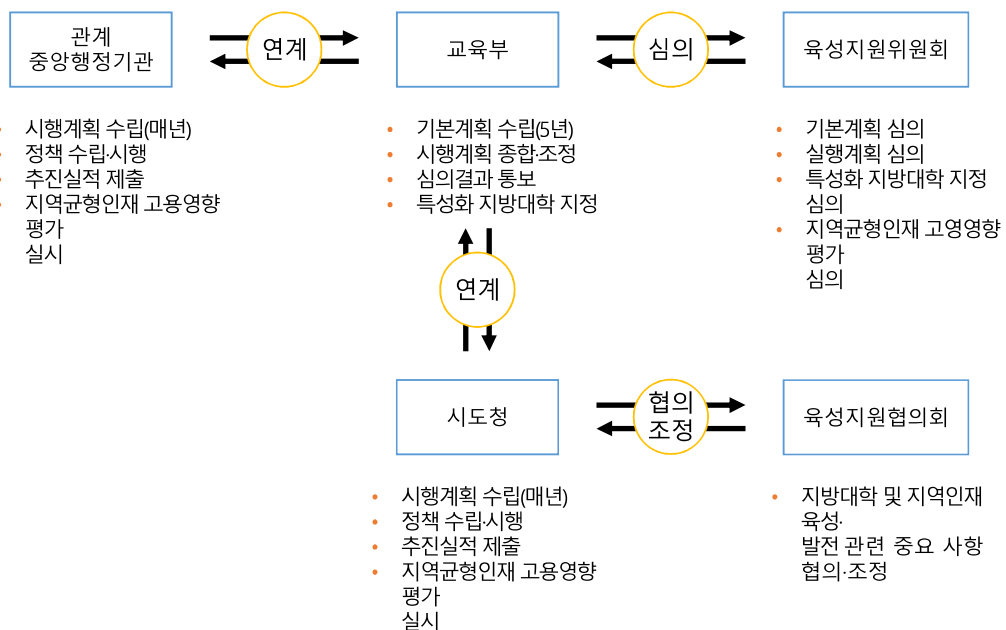 관계
중앙행정기관
연계
교육부
심의
육성지원위원회
• 시행계획 수립(매년)
• 정책 수립·시행
• 추진실적 제출
• 지역균형인재 고용영향
평가
실시
• 기본계획 수립(5년)
• 시행계획 종합·조정
• 심의결과 통보
• 특성화 지방대학 지정
• 기본계획 심의
• 실행계획 심의
• 특성화 지방대학 지정
심의
• 지역균형인재 고영영향
평가
심의
연계
시도청
협의
조정
육성지원협의회
• 시행계획 수립(매년)
• 정책 수립·시행
• 추진실적 제출
• 지역균형인재 고용영향
평가
실시
• 지방대학 및 지역인재
육성·
발전 관련 중요 사항
협의·조정